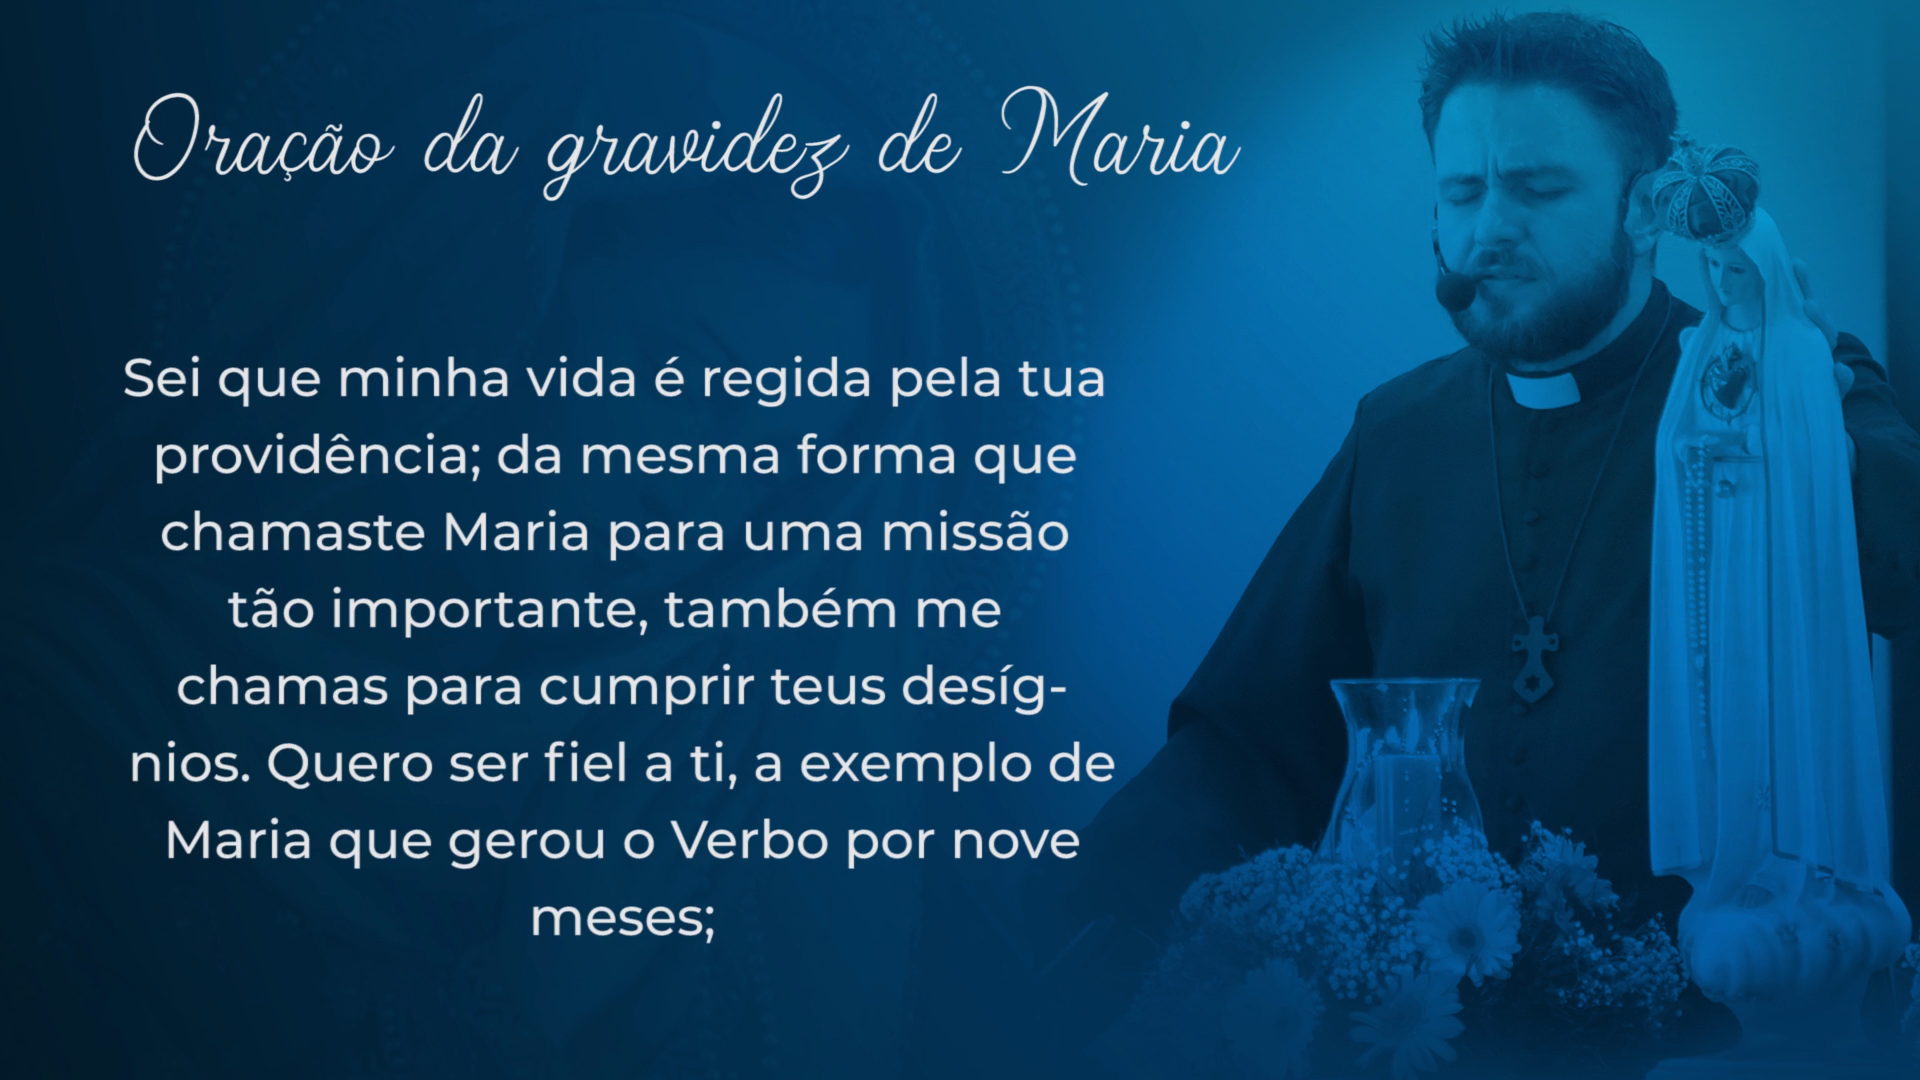 Oração da gravidez de Maria
Sei que minha vida é regida pela tua
providência; da mesma forma que
chamaste Maria para uma missão
tão importante, também me
chamas para cumprir teus desíg-
nios. Quero ser fiel a ti, a exemplo de
Maria que gerou o Verbo por nove
meses;